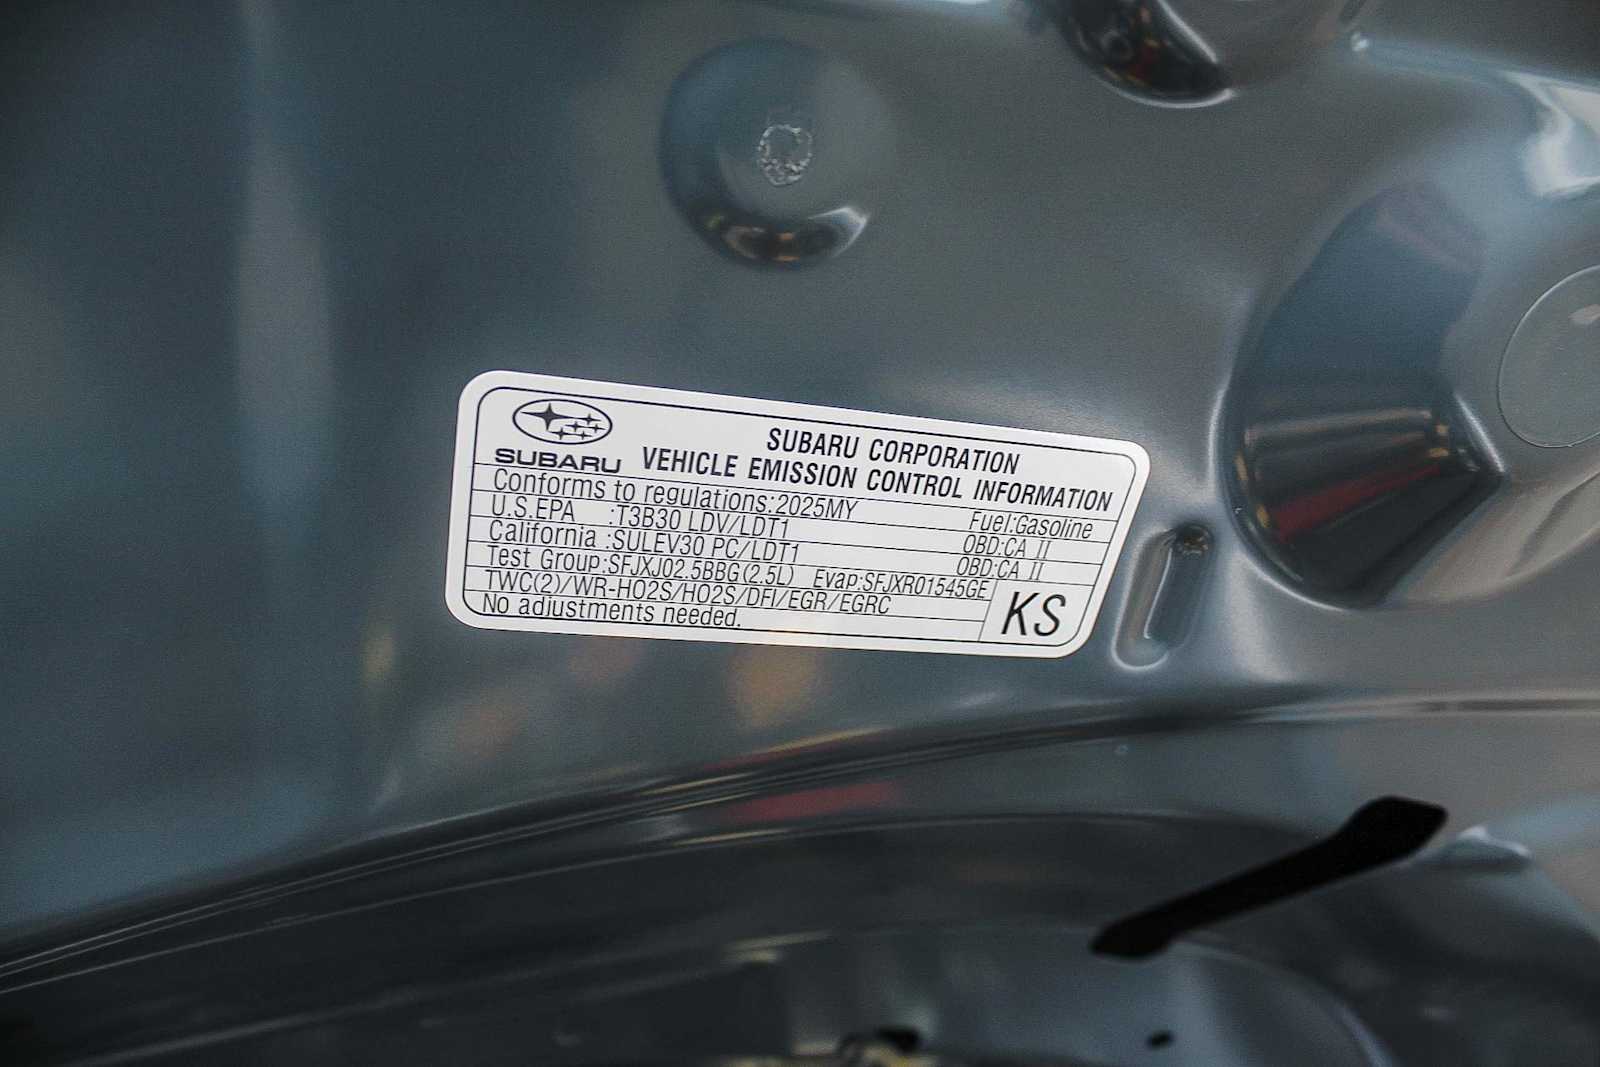 SUBARU CORPORATION
SUBARU VEHICLE EMISSION CONTROL INFORMATION
Conforms to regulations:2025MY Fuel:Gasoline
U.S.EPA :T3B30 LDV/LDT1 OBD:CA II
California :SULEV30 PC/LDT1 OBD:CA II
Test Group:SFJXJ02.5BBG(2.5L) Evap:SFJXR01545GE
TWC(2)/WR-HO2S/HO2S/DFI/EGR/EGRC
No adjustments needed.
KS